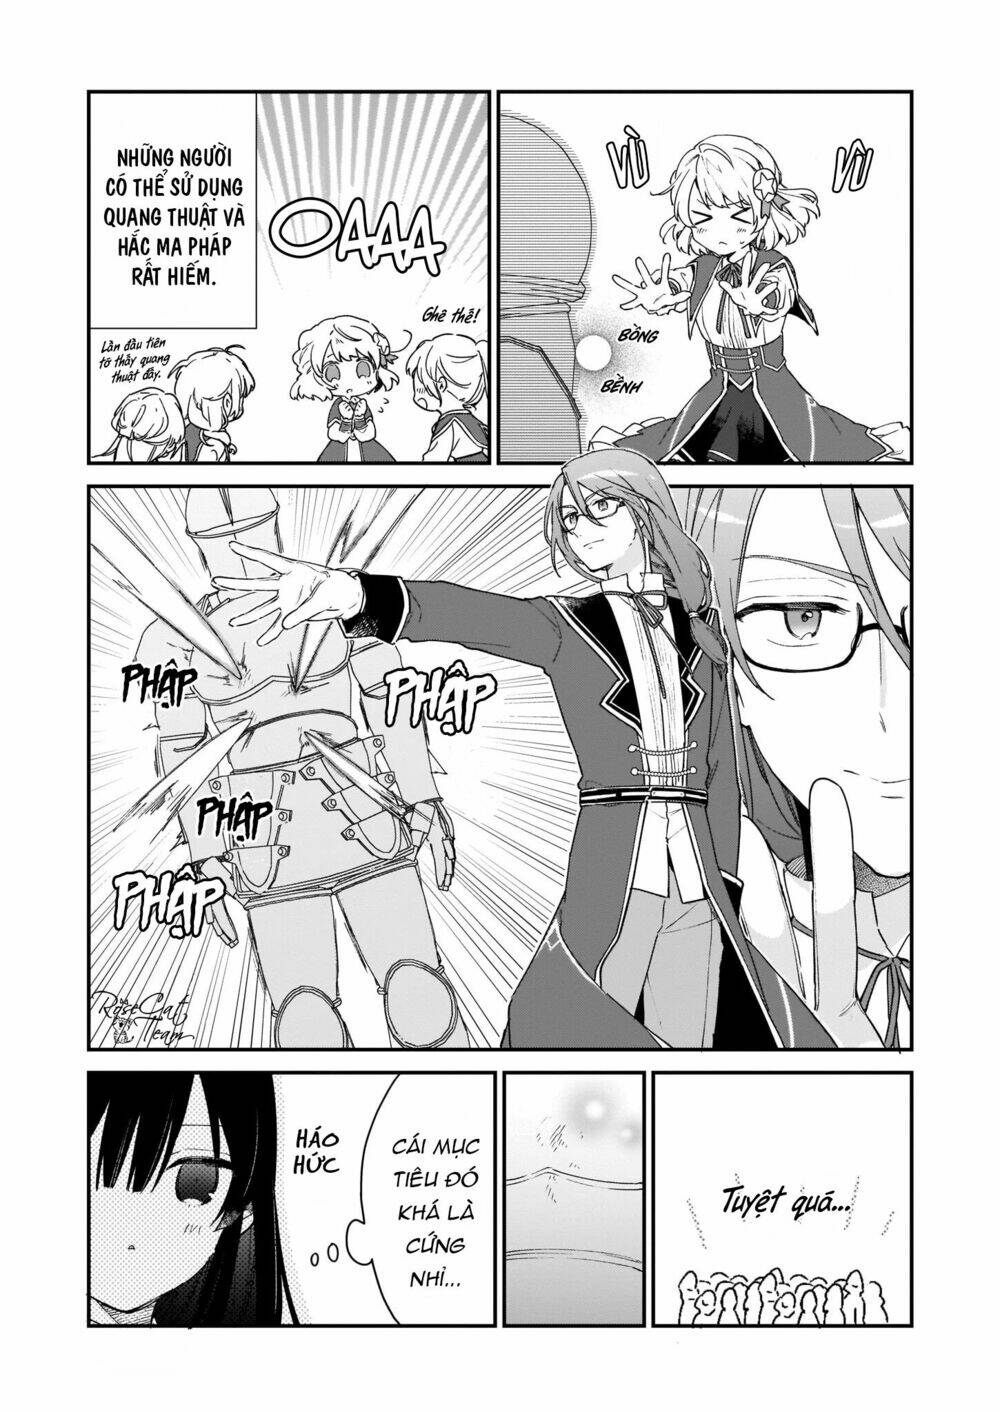 VÙ
VÙ
BỒNG
BỀNH
NHỮNG NGƯỜI
CÓ THỂ SỬ DỤNG
QUANG THUẬT VÀ
HẮC MA PHÁP
RẤT HIẾM.
OAAA
Ghê thế!
Lần đầu tiên
tớ thấy quang
thuật đấy.
PHẬP
PHẬP
PHẬP
PHẬP
RoseCat
Team
Tuyệt quá...
CÁI MỤC
TIÊU ĐÓ
KHÁ LÀ
CỨNG
NHỈ...
HÁO
HỨC